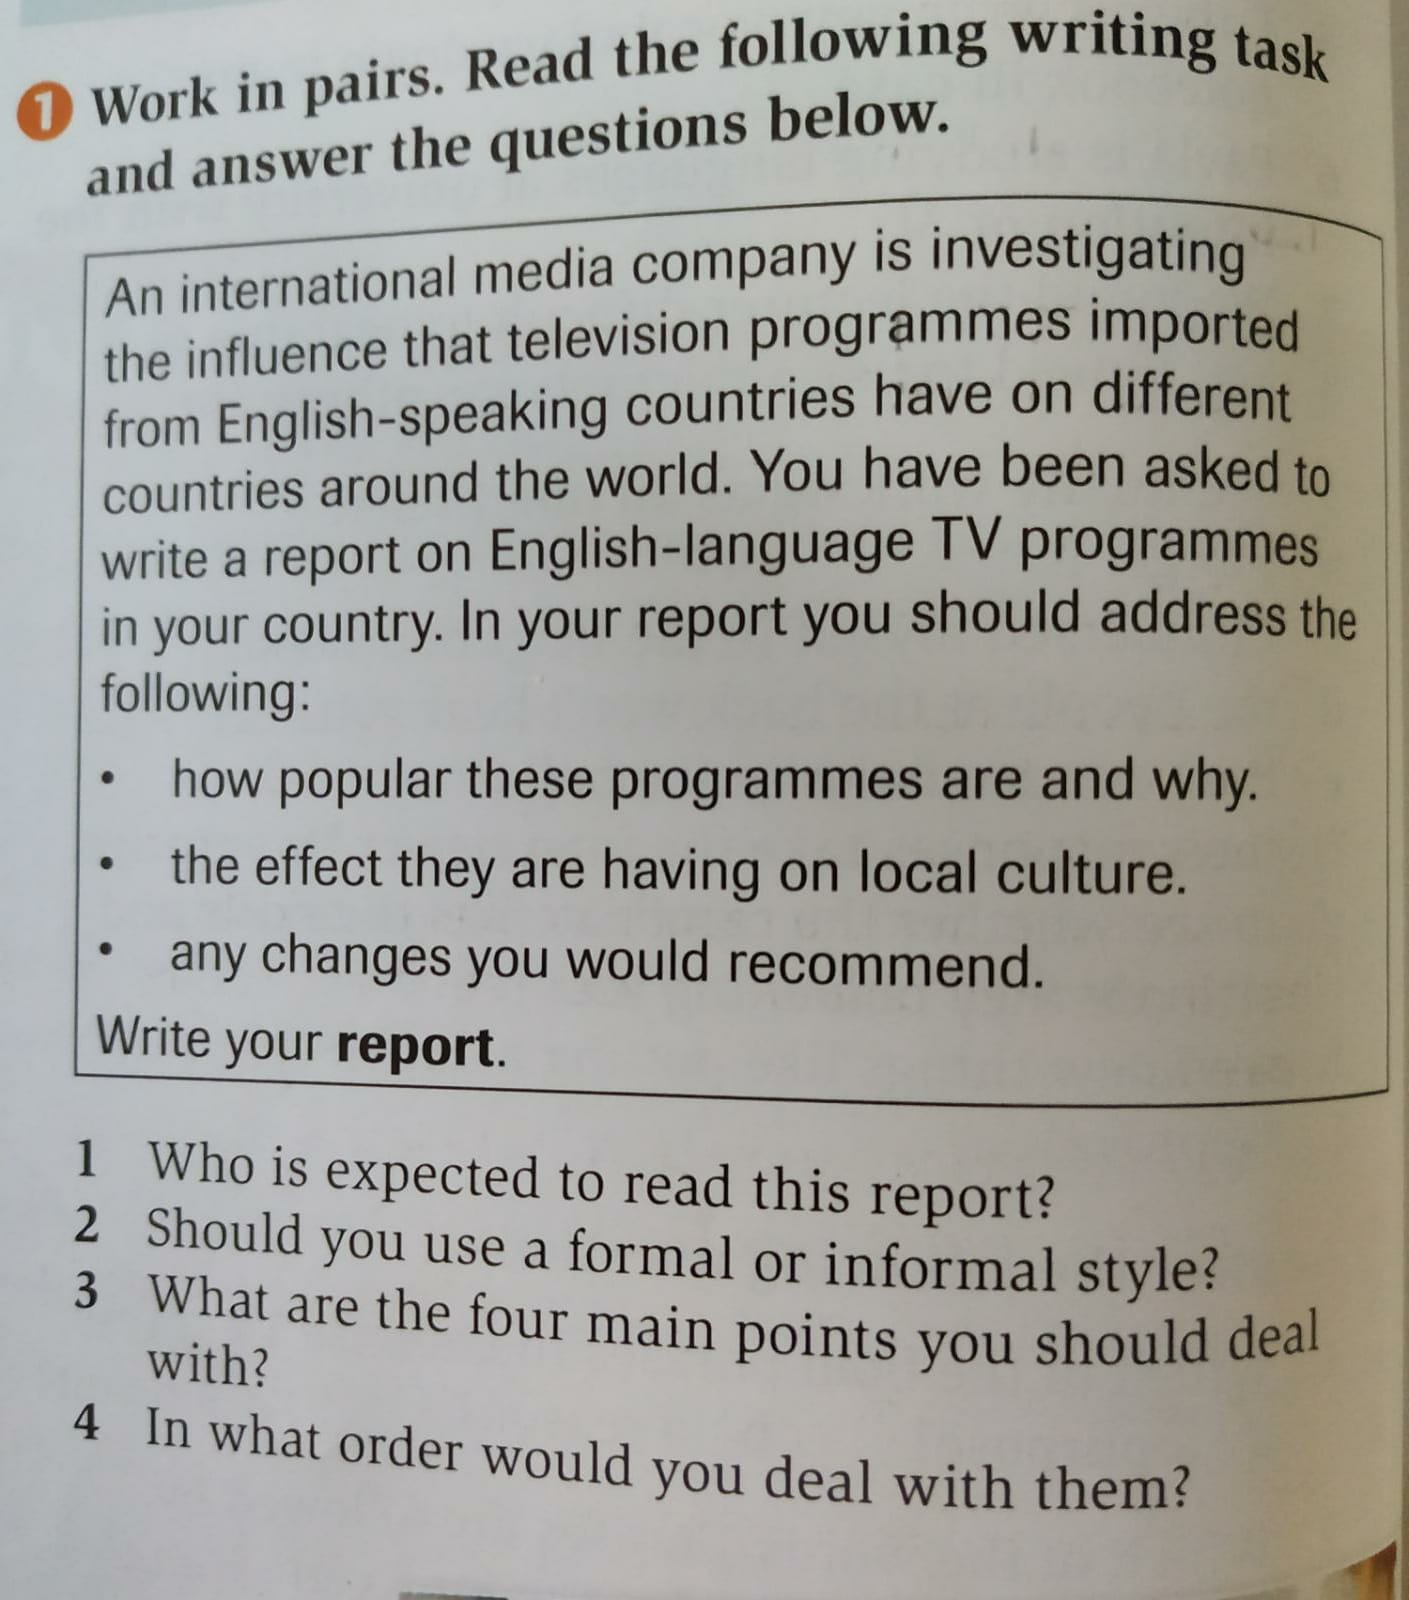 1 Work in pairs. Read the following writing task
and answer the questions below.
An international media company is investigating
the influence that television programmes imported
from English-speaking countries have on different
countries around the world. You have been asked to
write a report on English-language TV programmes
in your country. In your report you should address the
following:
• how popular these programmes are and why.
• the effect they are having on local culture.
• any changes you would recommend.
Write your report.
1 Who is expected to read this report?
2 Should you use a formal or informal style?
3 What are the four main points you should deal
with?
4 In what order would you deal with them?